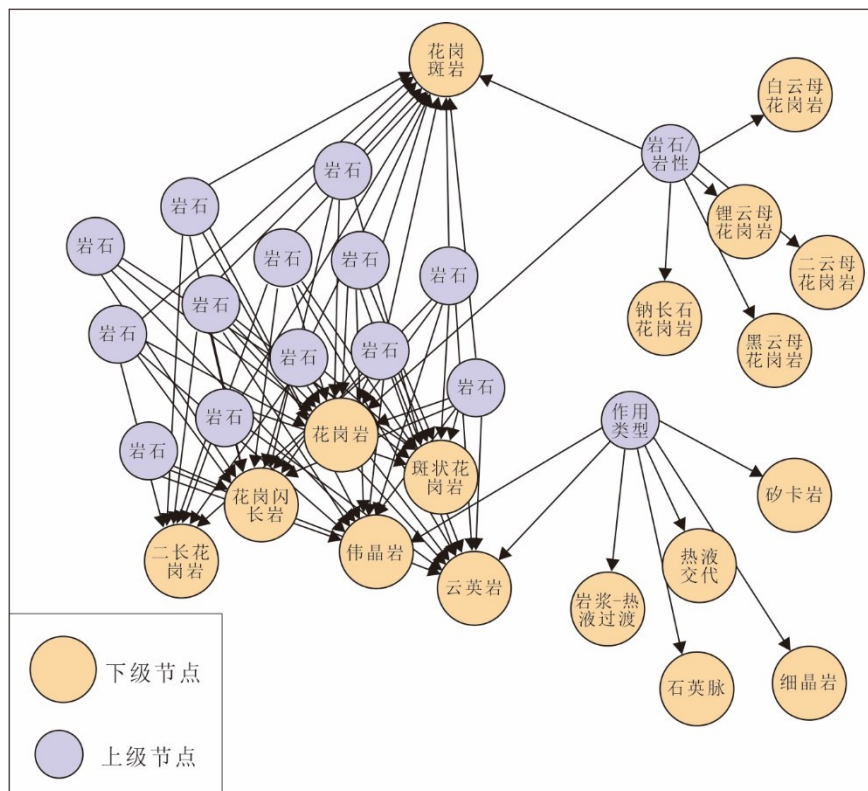 花岗
斑岩
白云母
花岗岩
岩石/
岩性
岩石
岩石
锂云母
花岗岩
岩石
岩石
岩石
岩石
二云母
花岗岩
岩石
岩石
钠长石
花岗岩
岩石
岩石
黑云母
花岗岩
岩石
岩石
作用
类型
花岗岩
岩石
斑状花
岗岩
矽卡岩
花岗闪
长岩
二长花
岗岩
伟晶岩
热液
交代
云英岩
岩浆-热
液过渡
石英脉
细晶岩
下级节点
上级节点